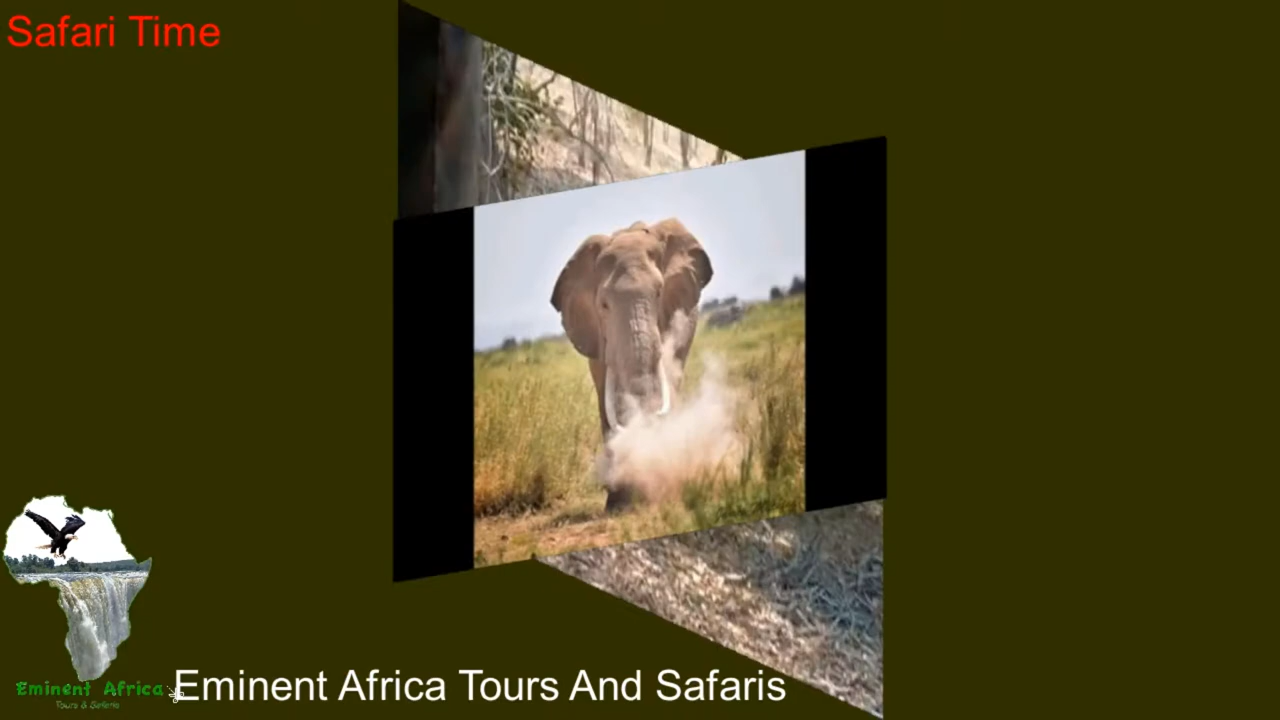 Safari Time
Eminent Africa
Tours & Safaris
Eminent Africa Tours And Safaris